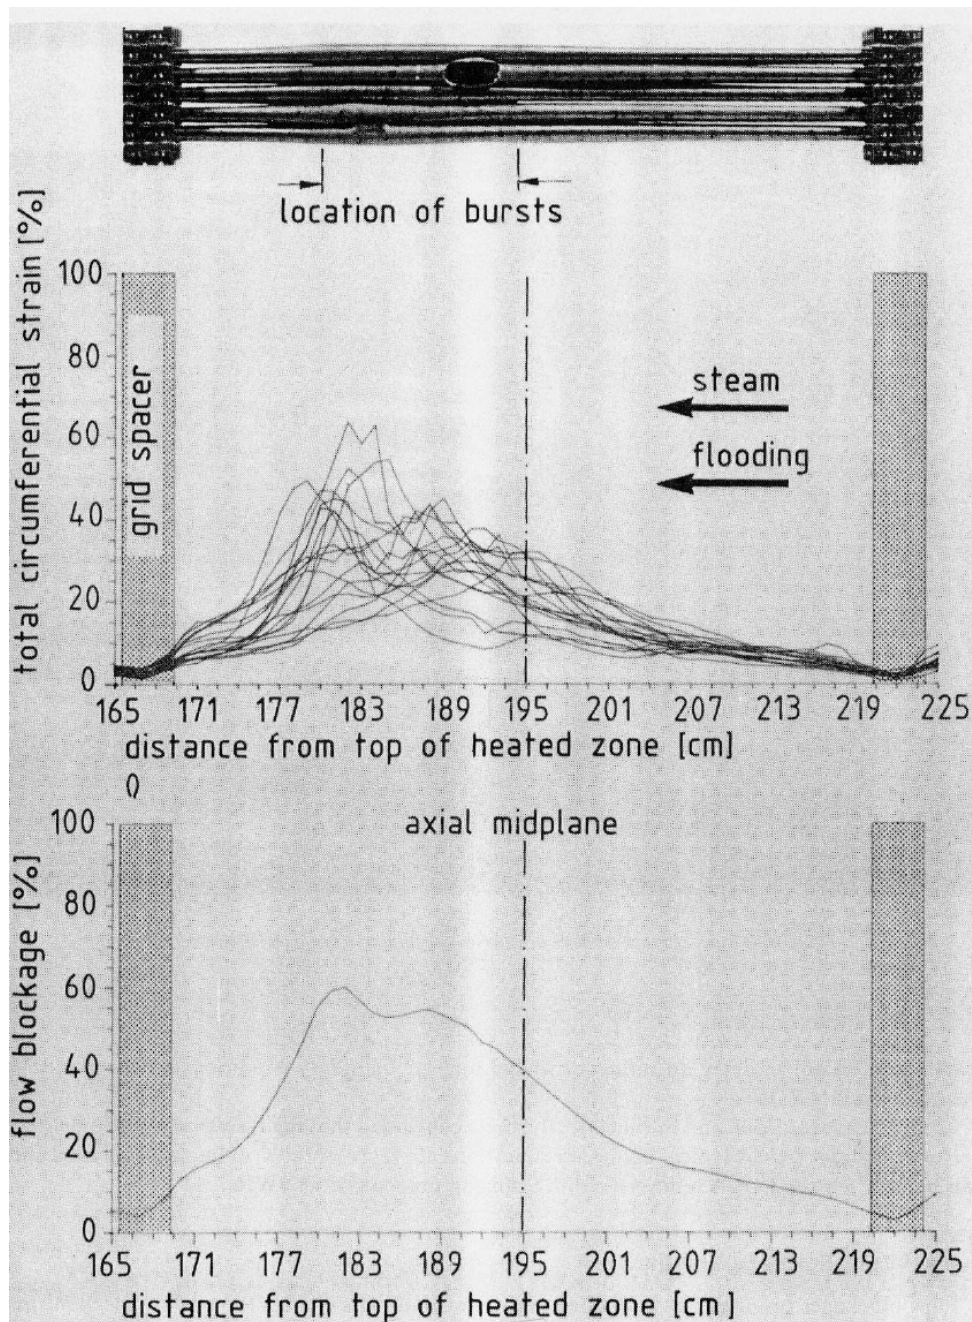 location of bursts
total circumferential strain [%]
100
80
60
40
20
0
grid spacer
steam
flooding
165 171 177 183 189 195 201 207 213 219 225
distance from top of heated zone [cm]
axial midplane
flow blockage [%]
100
80
60
40
20
0
165 171 177 183 189 195 201 207 213 219 225
distance from top of heated zone [cm]